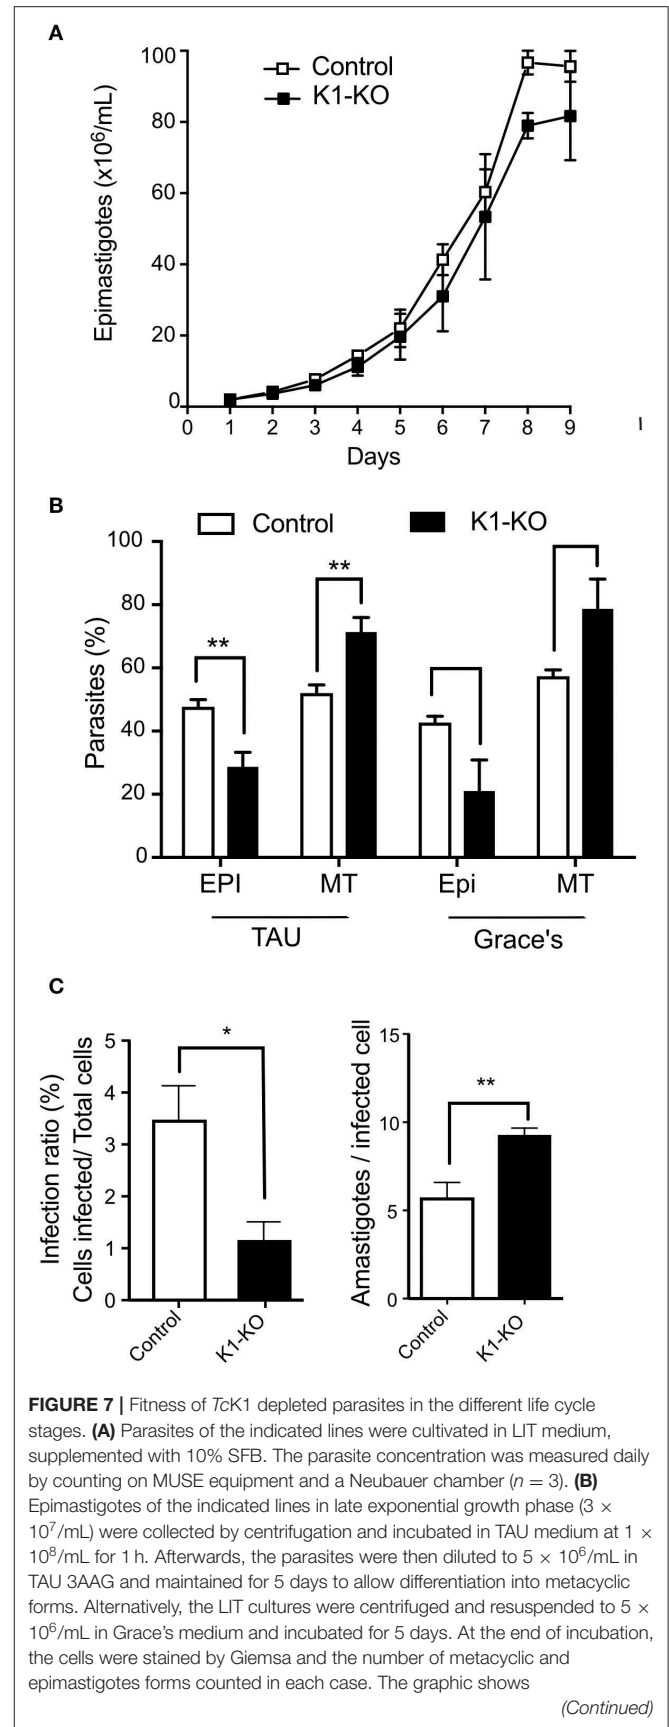 A
Control
K1-KO
Epimastigotes (x10⁶/mL)
100
80
60
40
20
0
0 1 2 3 4 5 6 7 8 9
Days
B
Control K1-KO
Parasites (%)
100
80
60
40
20
0
** **
EPI MT Epi MT
TAU Grace's
C
Infection ratio (%)
Cells infected/ Total cells
5
4
3
2
1
0
*
Control K1-KO
Amastigotes / infected cell
15
10
5
0
**
Control K1-KO
FIGURE 7 | Fitness of TcK1 depleted parasites in the different life cycle
stages. (A) Parasites of the indicated lines were cultivated in LIT medium,
supplemented with 10% SFB. The parasite concentration was measured daily
by counting on MUSE equipment and a Neubauer chamber (n = 3). (B)
Epimastigotes of the indicated lines in late exponential growth phase (3 ×
10⁷/mL) were collected by centrifugation and incubated in TAU medium at 1 ×
10⁸/mL for 1 h. Afterwards, the parasites were then diluted to 5 × 10⁶/mL in
TAU 3AAG and maintained for 5 days to allow differentiation into metacyclic
forms. Alternatively, the LIT cultures were centrifuged and resuspended to 5 ×
10⁶/mL in Grace's medium and incubated for 5 days. At the end of incubation,
the cells were stained by Giemsa and the number of metacyclic and
epimastigotes forms counted in each case. The graphic shows
(Continued)